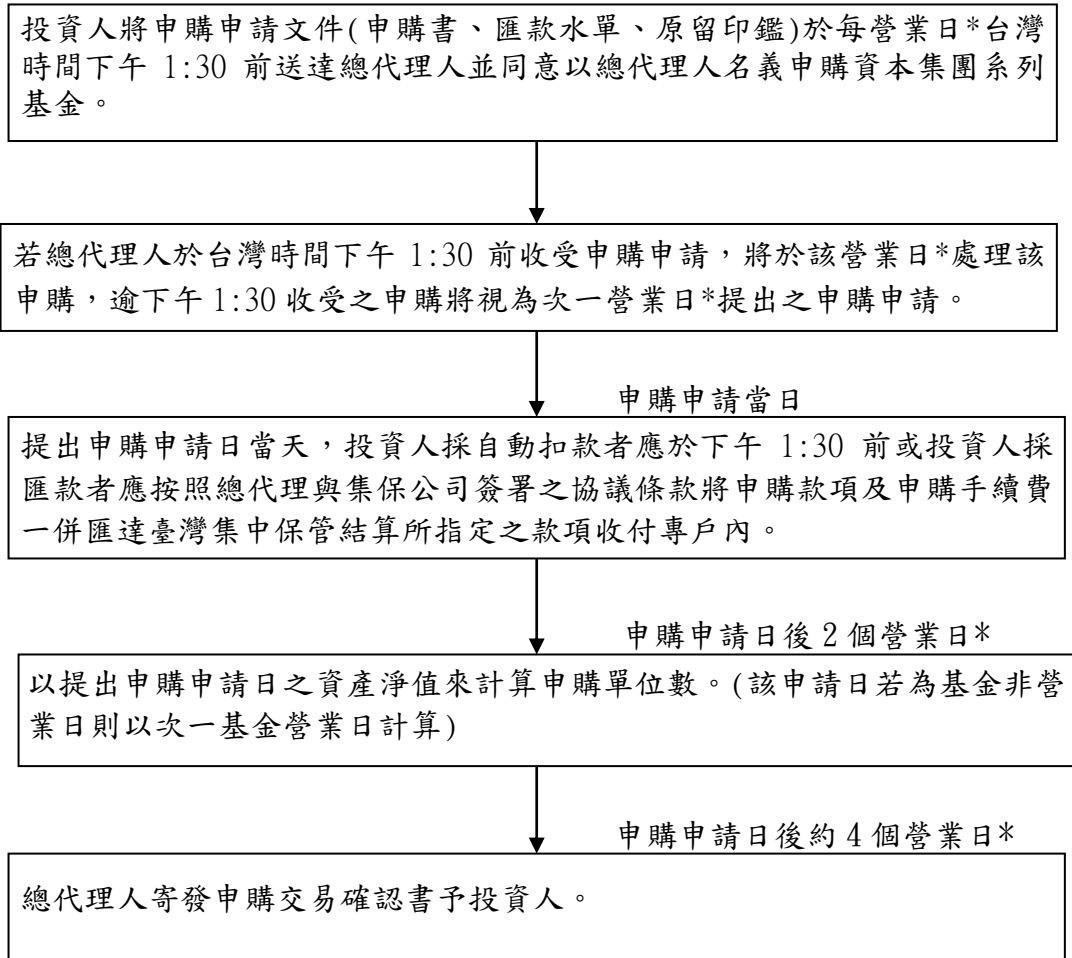 投資人將申購申請文件(申購書、匯款水單、原留印鑑)於每營業日*台灣
時間下午 1:30 前送達總代理人並同意以總代理人名義申購資本集團系列
基金。
若總代理人於台灣時間下午 1:30 前收受申購申請，將於該營業日*處理該
申購，逾下午 1:30 收受之申購將視為次一營業日*提出之申購申請。
申購申請當日
提出申購申請日當天，投資人採自動扣款者應於下午 1:30 前或投資人採
匯款者應按照總代理與集保公司簽署之協議條款將申購款項及申購手續費
一併匯達臺灣集中保管結算所指定之款項收付專戶內。
申購申請日後 2 個營業日*
以提出申購申請日之資產淨值來計算申購單位數。(該申請日若為基金非營
業日則以次一基金營業日計算)
申購申請日後約 4 個營業日*
總代理人寄發申購交易確認書予投資人。